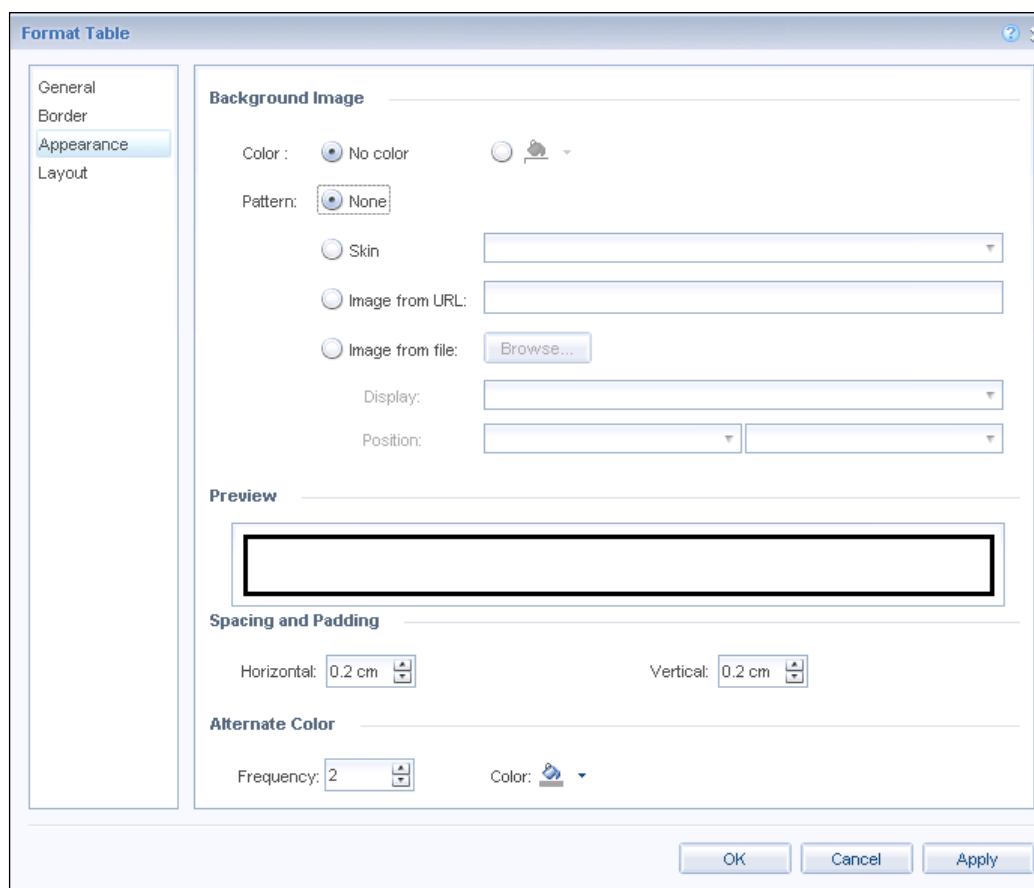 Format Table
General
Border
Appearance
Layout
Background Image
Color : No color
Pattern: None
Skin
Image from URL:
Image from file: Browse...
Display:
Position:
Preview
Spacing and Padding
Horizontal: 0.2 cm Vertical: 0.2 cm
Alternate Color
Frequency: 2 Color:
OK Cancel Apply